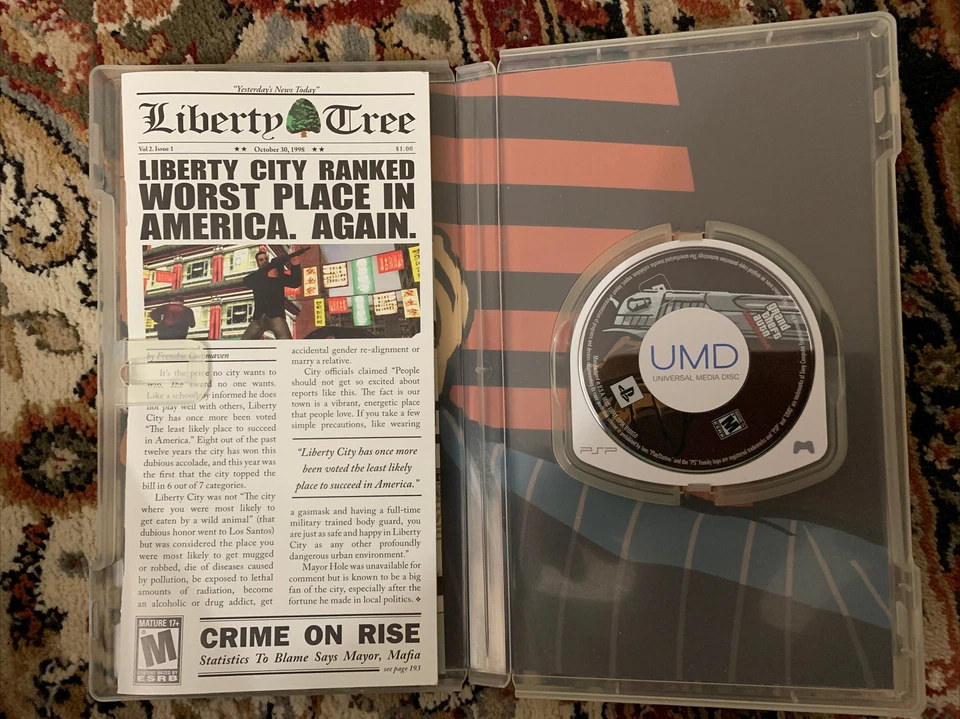 "Yesterday's News Today"
Liberty Tree
Vol 2. Issue 1 ★★ October 30, 1998 ★★ $1.00
LIBERTY CITY RANKED
WORST PLACE IN
AMERICA. AGAIN.
by
It's the prize no city wants to
win. The award no one wants.
Like a schoolboy informed he does
not play well with others, Liberty
City has once more been voted
"The least likely place to succeed
in America." Eight out of the past
twelve years the city has won this
dubious accolade, and this year was
the first that the city topped the
bill in 6 out of 7 categories.
Liberty City was not "The city
where you were most likely to
get eaten by a wild animal" (that
dubious honor went to Los Santos)
but was considered the place you
were most likely to get mugged
or robbed, die of diseases caused
by pollution, be exposed to lethal
amounts of radiation, become
an alcoholic or drug addict, get
accidental gender re-alignment or
marry a relative.
City officials claimed "People
should not get so excited about
reports like this. The fact is our
town is a vibrant, energetic place
that people love. If you take a few
simple precautions, like wearing
"Liberty City has once more
been voted the least likely
place to succeed in America."
a gasmask and having a full-time
military trained body guard, you
are just as safe and happy in Liberty
City as any other profoundly
dangerous urban environment."
Mayor Hole was unavailable for
comment but is known to be a big
fan of the city, especially after the
fortune he made in local politics.
MATURE 17+
M
CONTENT RATED BY
ESRB
CRIME ON RISE
Statistics To Blame Says Mayor, Mafia
see page 193
grand
theft
auto
UMD
UNIVERSAL MEDIA DISC
M
ESRB
PSP